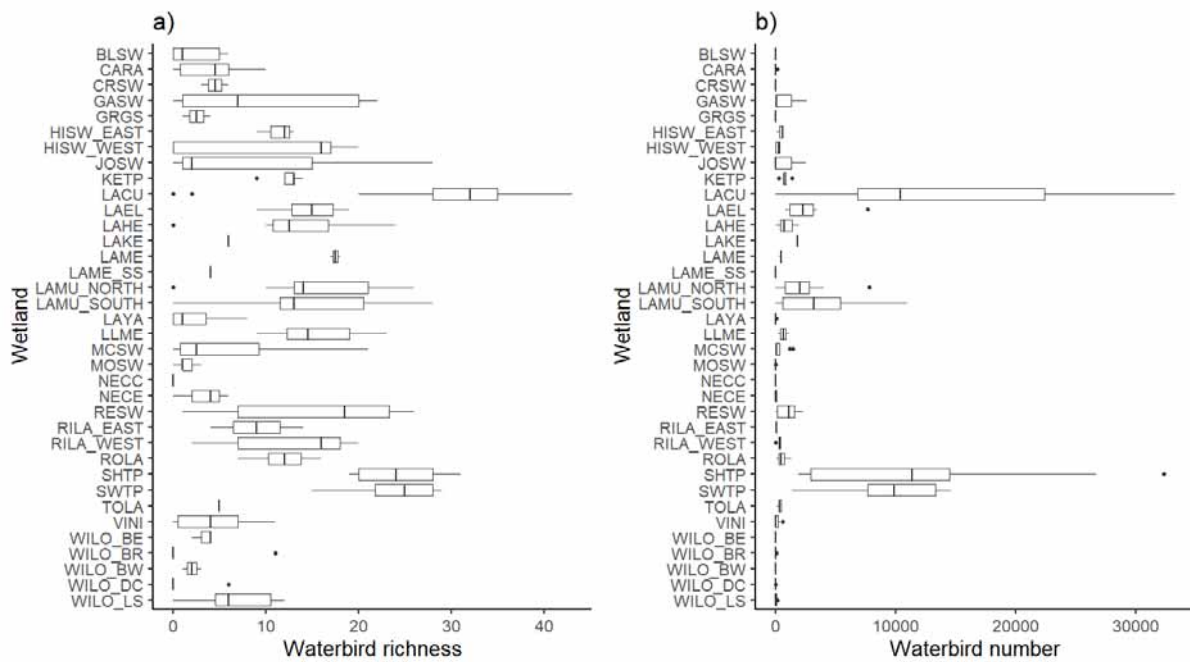 a)
Wetland
BLSW
CARA
CRSW
GASW
GRGS
HISW_EAST
HISW_WEST
JOSW
KETP
LACU
LAEL
LAHE
LAKE
LAME
LAME_SS
LAMU_NORTH
LAMU_SOUTH
LAYA
LLME
MCSW
MOSW
NECC
NECE
RESW
RILA_EAST
RILA_WEST
ROLA
SHTP
SWTP
TOLA
VINI
WILO_BE
WILO_BR
WILO_BW
WILO_DC
WILO_LS
0 10 20 30 40
Waterbird richness
b)
Wetland
BLSW
CARA
CRSW
GASW
GRGS
HISW_EAST
HISW_WEST
JOSW
KETP
LACU
LAEL
LAHE
LAKE
LAME
LAME_SS
LAMU_NORTH
LAMU_SOUTH
LAYA
LLME
MCSW
MOSW
NECC
NECE
RESW
RILA_EAST
RILA_WEST
ROLA
SHTP
SWTP
TOLA
VINI
WILO_BE
WILO_BR
WILO_BW
WILO_DC
WILO_LS
0 10000 20000 30000
Waterbird number